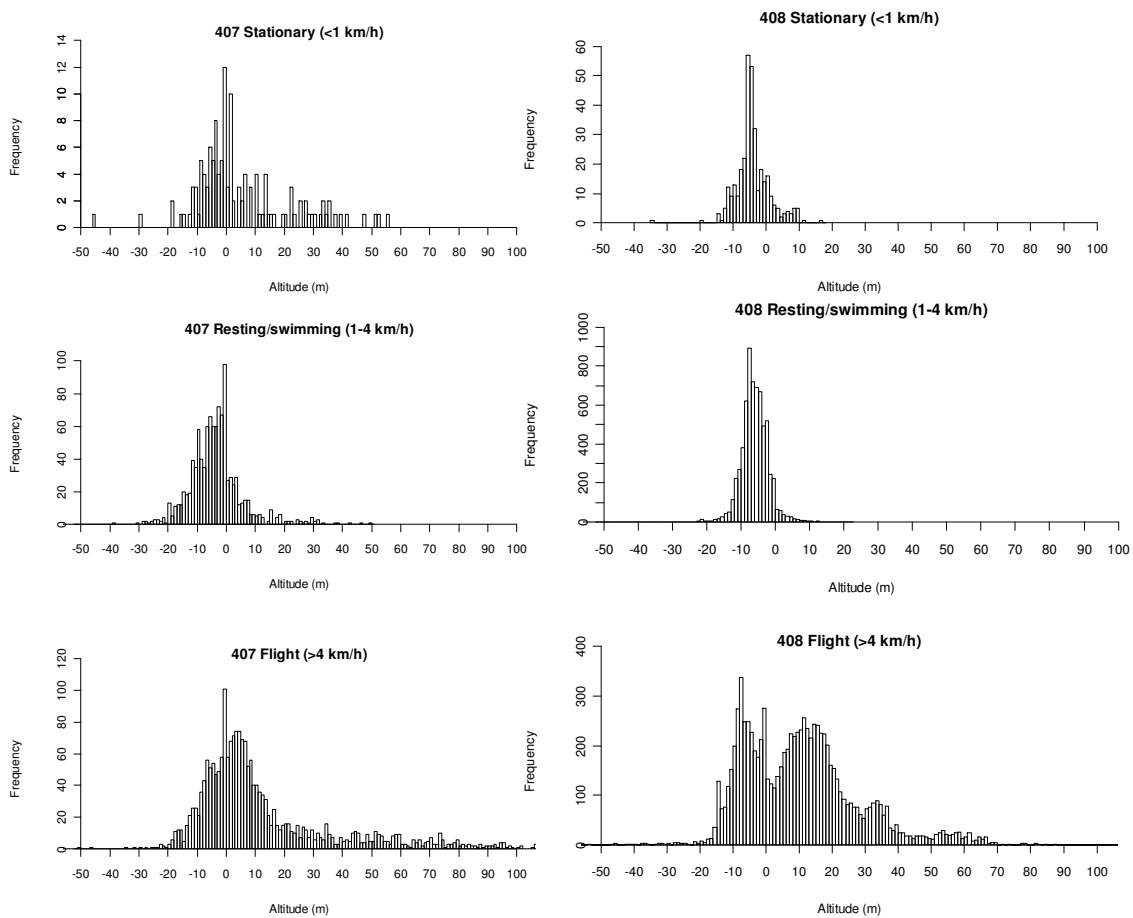 407 Stationary (<1 km/h)
Frequency
0 2 4 6 8 10 12 14
-50 -40 -30 -20 -10 0 10 20 30 40 50 60 70 80 90 100
Altitude (m)
408 Stationary (<1 km/h)
Frequency
0 10 20 30 40 50 60
-50 -40 -30 -20 -10 0 10 20 30 40 50 60 70 80 90 100
Altitude (m)
407 Resting/swimming (1-4 km/h)
Frequency
0 20 40 60 80 100
-50 -40 -30 -20 -10 0 10 20 30 40 50 60 70 80 90 100
Altitude (m)
408 Resting/swimming (1-4 km/h)
Frequency
0 200 400 600 800 1000
-50 -40 -30 -20 -10 0 10 20 30 40 50 60 70 80 90 100
Altitude (m)
407 Flight (>4 km/h)
Frequency
0 20 40 60 80 100 120
-50 -40 -30 -20 -10 0 10 20 30 40 50 60 70 80 90 100
Altitude (m)
408 Flight (>4 km/h)
Frequency
0 100 200 300 400
-50 -40 -30 -20 -10 0 10 20 30 40 50 60 70 80 90 100
Altitude (m)